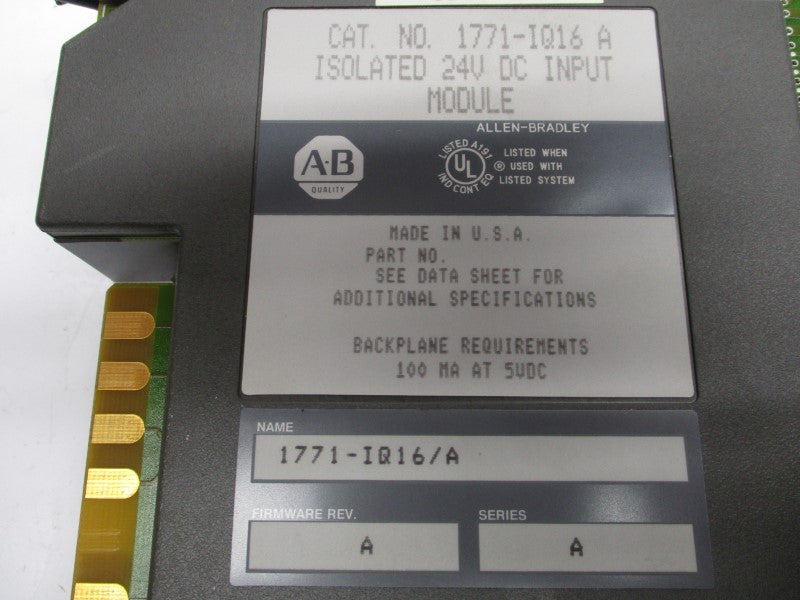 CAT. NO. 1771-IQ16 A
ISOLATED 24V DC INPUT
MODULE
ALLEN-BRADLEY
A·B
QUALITY
LISTED A191
UL
IND CONT EQ
®
LISTED WHEN
USED WITH
LISTED SYSTEM
MADE IN U.S.A.
PART NO.
SEE DATA SHEET FOR
ADDITIONAL SPECIFICATIONS
BACKPLANE REQUIREMENTS
100 MA AT 5VDC
NAME
1771-IQ16/A
FIRMWARE REV.
A
SERIES
A